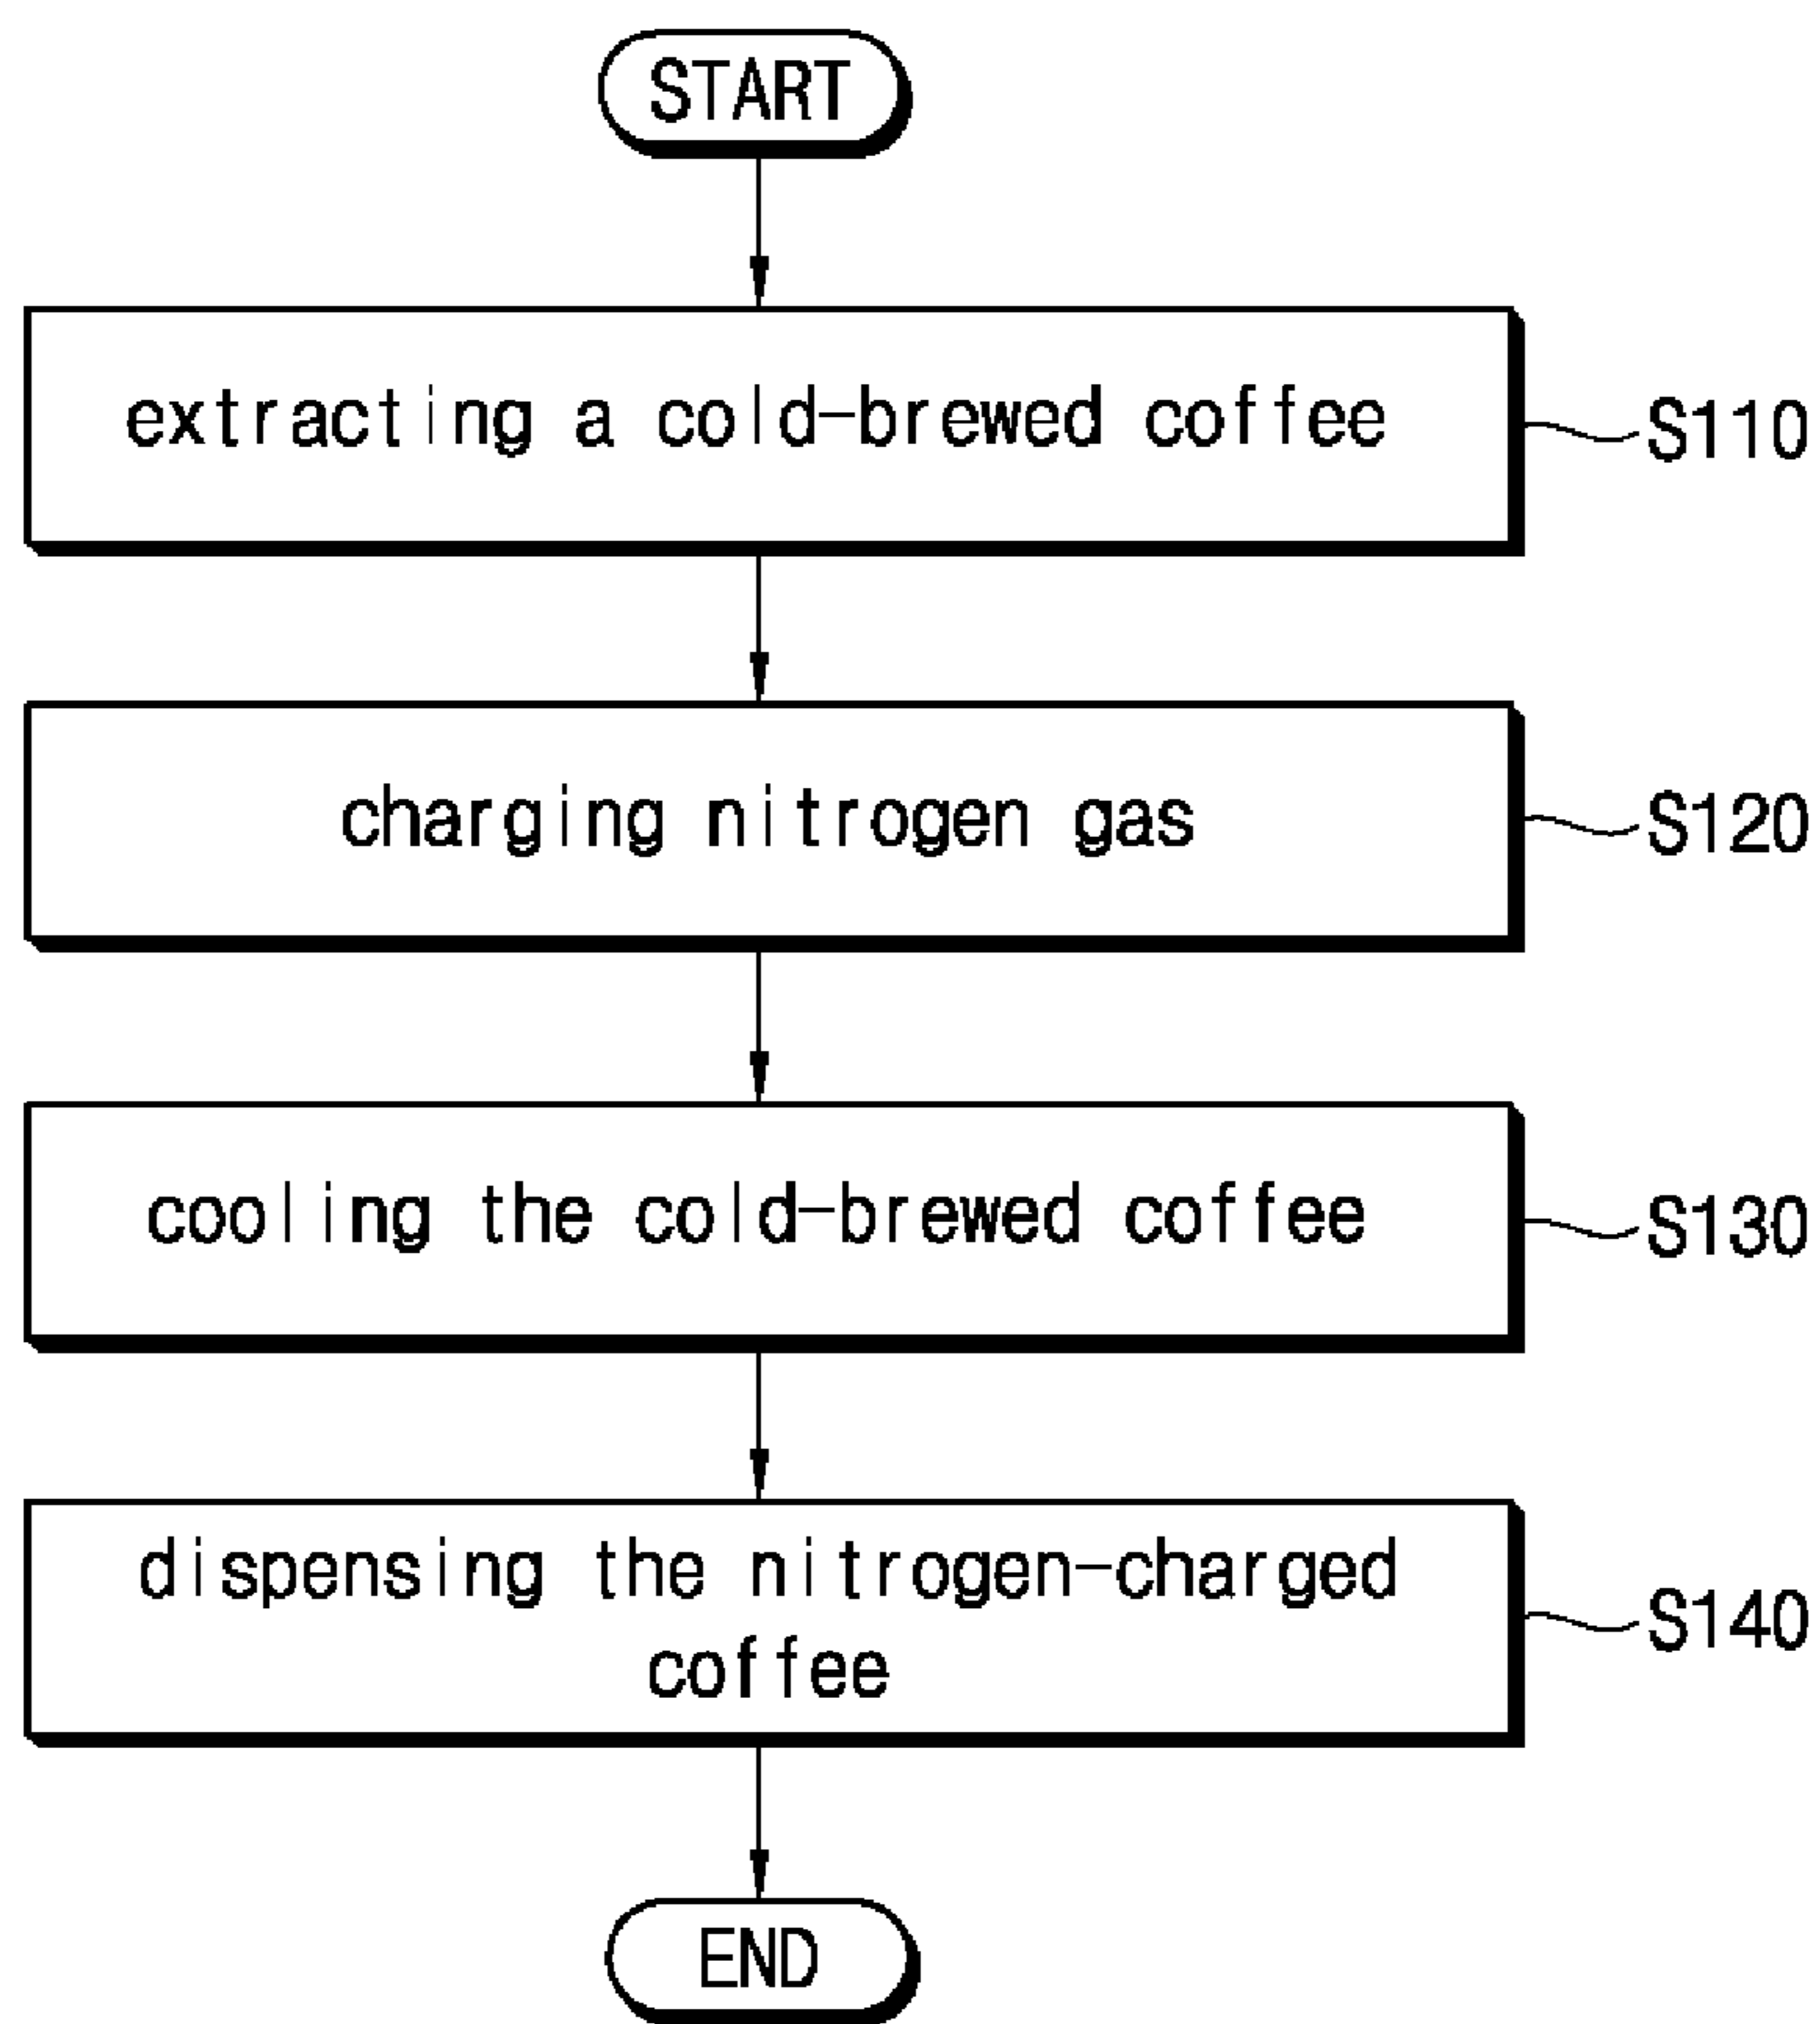 START
extracting a cold-brewed coffee
S110
charging nitrogen gas
S120
cooling the cold-brewed coffee
S130
dispensing the nitrogen-charged
coffee
S140
END